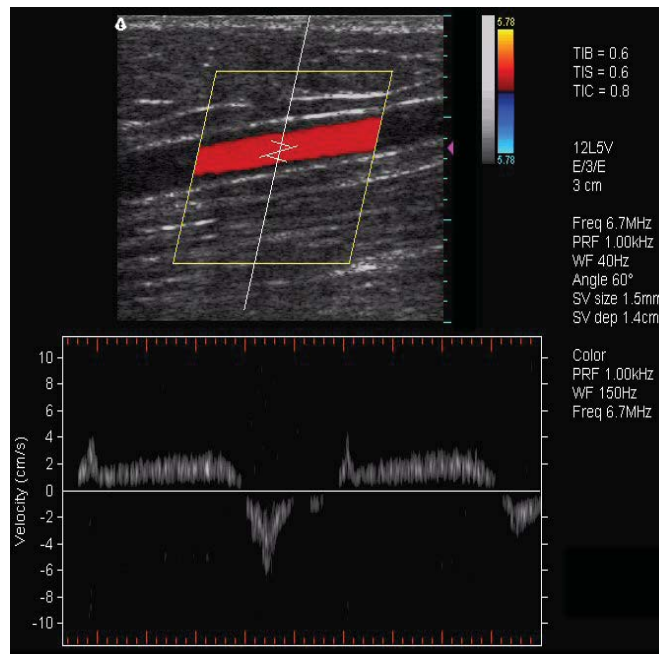 5.78
5.78
TIB = 0.6
TIS = 0.6
TIC = 0.8
12L5V
E/3/E
3 cm
Freq 6.7MHz
PRF 1.00kHz
WF 40Hz
Angle 60°
SV size 1.5mm
SV dep 1.4cm
Color
PRF 1.00kHz
WF 150Hz
Freq 6.7MHz
Velocity (cm/s)
10
8
6
4
2
0
-2
-4
-6
-8
-10